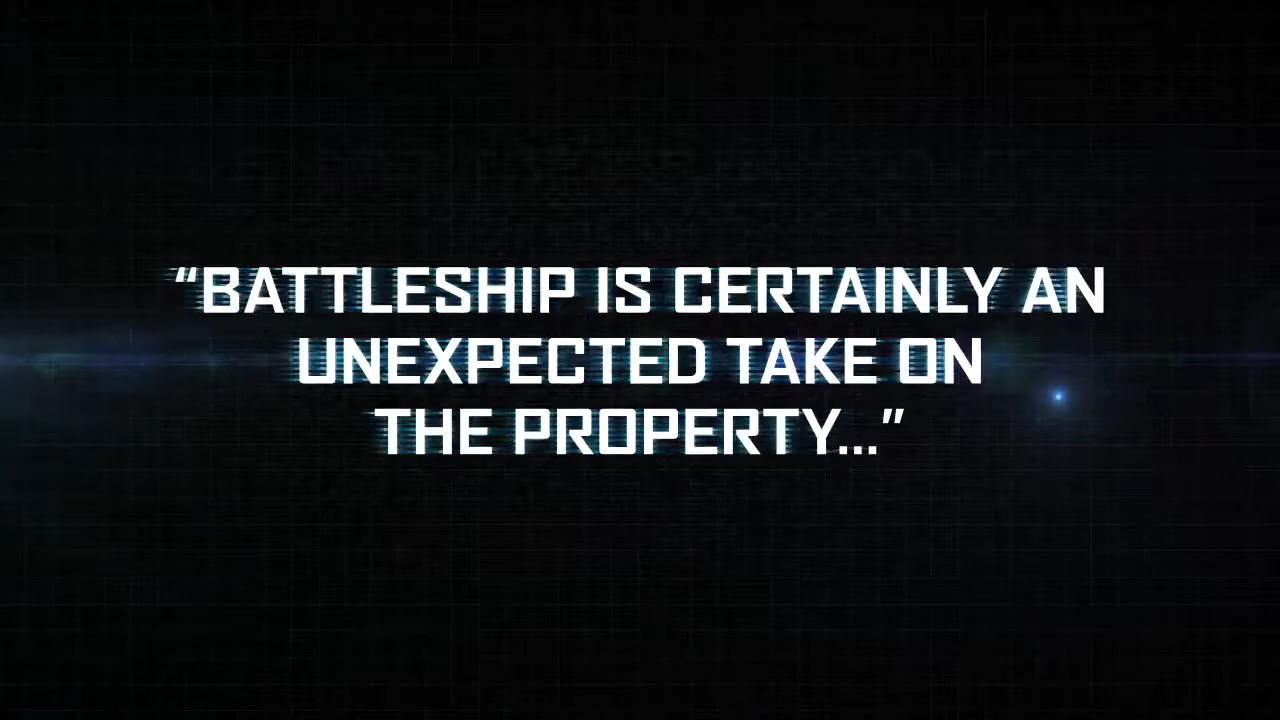 “BATTLESHIP IS CERTAINLY AN
UNEXPECTED TAKE ON
THE PROPERTY...”